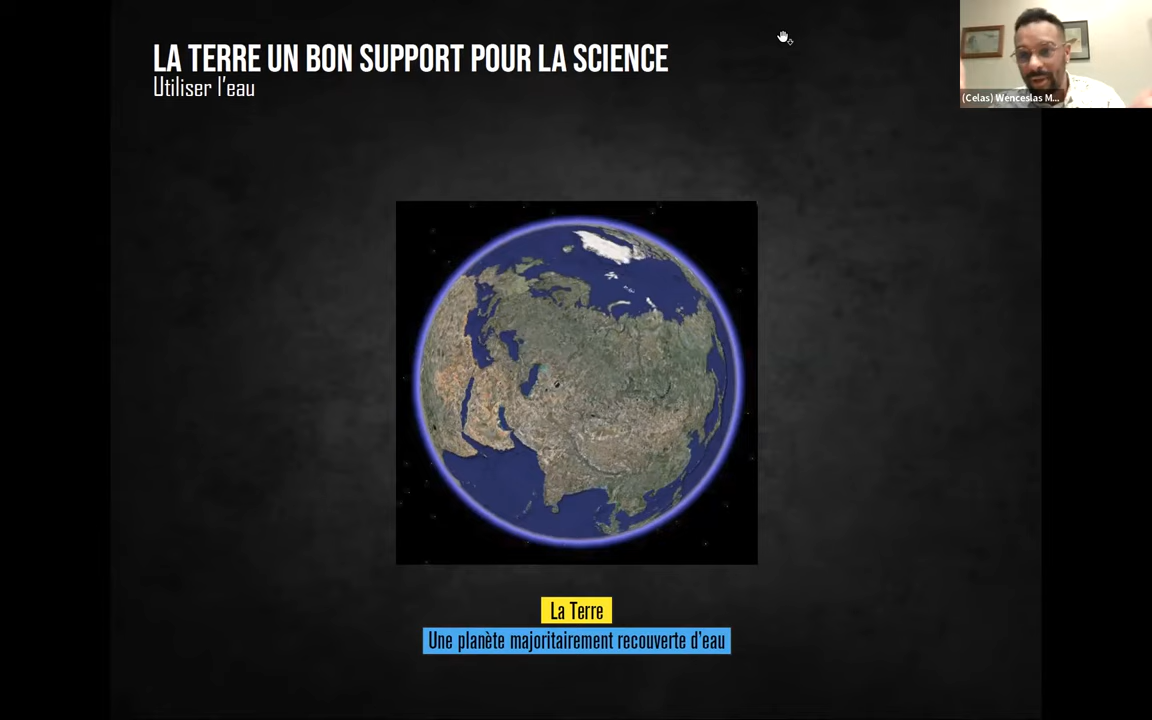 LA TERRE UN BON SUPPORT POUR LA SCIENCE
Utiliser l'eau
(Celas) Wenceslas M...
La Terre
Une planète majoritairement recouverte d'eau